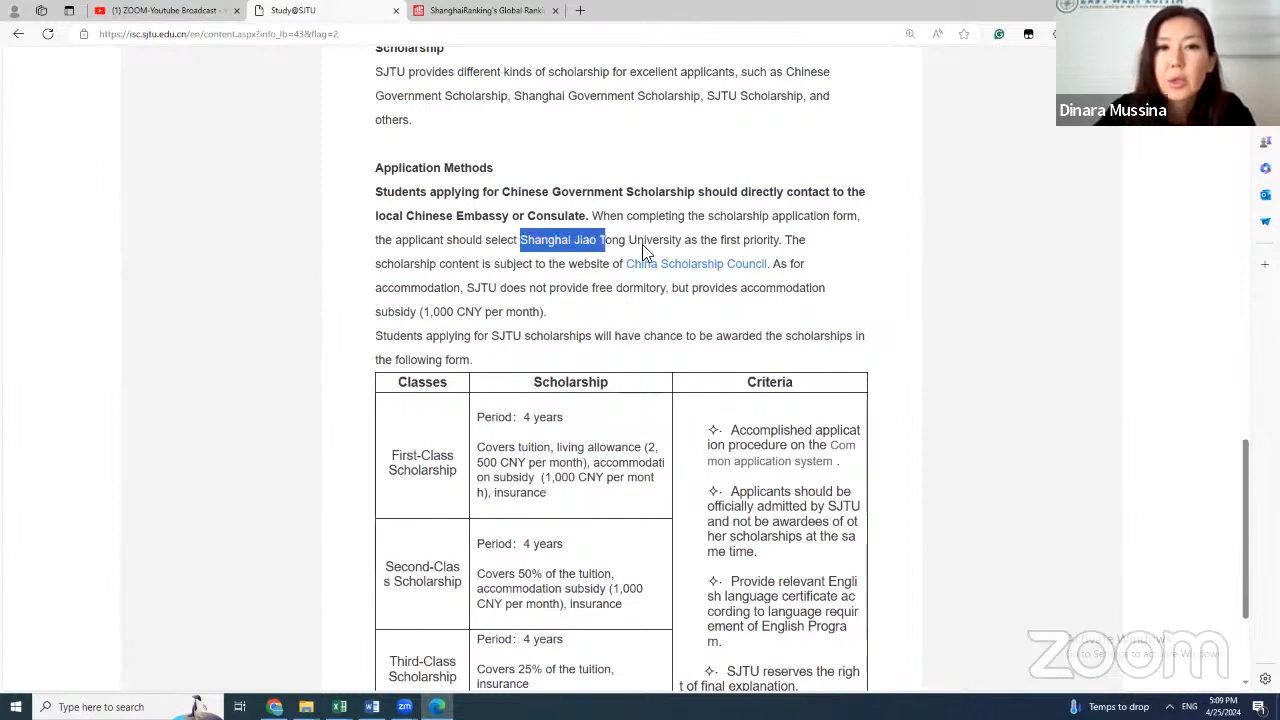 (1) ZOOM-Youtube Broadcast -
Study@SJTU
ShanghaiRanking's Global Rankin
https://isc.sjtu.edu.cn/en/content.aspx?info_lb=43&flag=2
Dinara Mussina
Scholarship
SJTU provides different kinds of scholarship for excellent applicants, such as Chinese
Government Scholarship, Shanghai Government Scholarship, SJTU Scholarship, and
others.
Application Methods
Students applying for Chinese Government Scholarship should directly contact to the
local Chinese Embassy or Consulate. When completing the scholarship application form,
the applicant should select Shanghai Jiao Tong University as the first priority. The
scholarship content is subject to the website of China Scholarship Council. As for
accommodation, SJTU does not provide free dormitory, but provides accommodation
subsidy (1,000 CNY per month).
Students applying for SJTU scholarships will have chance to be awarded the scholarships in
the following form.
Classes
Scholarship
Criteria
First-Class
Scholarship
Period: 4 years
Covers tuition, living allowance (2,
500 CNY per month), accommodati
on subsidy (1,000 CNY per mont
h), insurance
Second-Clas
s Scholarship
Period: 4 years
Covers 50% of the tuition,
accommodation subsidy (1,000
CNY per month), insurance
Third-Class
Scholarship
Period: 4 years
Covers 25% of the tuition,
insurance
✧· Accomplished applicat
ion procedure on the Com
mon application system .
✧· Applicants should be
officially admitted by SJTU
and not be awardees of ot
her scholarships at the sa
me time.
✧· Provide relevant Engli
sh language certificate ac
cording to language requir
ement of English Progra
m.
✧· SJTU reserves the righ
t of final explanation.
Activate Windows
Go to Settings to activate Windows.
zoom
Type here to search
Temps to drop
ENG
5:09 PM
4/25/2024